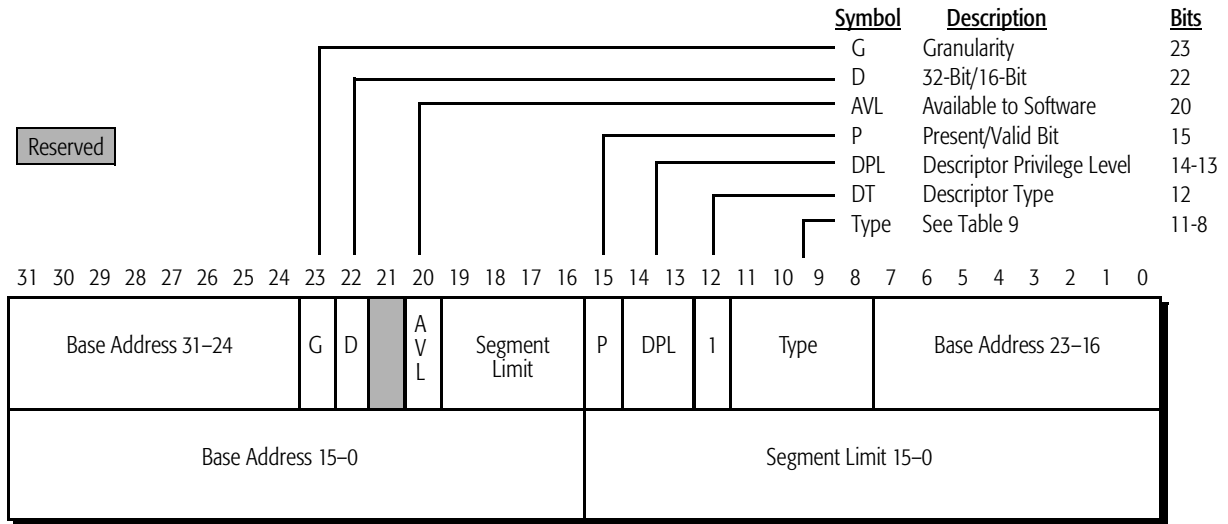 Symbol Description Bits
G Granularity 23
D 32-Bit/16-Bit 22
AVL Available to Software 20
Reserved
P Present/Valid Bit 15
DPL Descriptor Privilege Level 14-13
DT Descriptor Type 12
Type See Table 9 11-8
31 30 29 28 27 26 25 24 23 22 21 20 19 18 17 16 15 14 13 12 11 10 9 8 7 6 5 4 3 2 1 0
Base Address 31–24
G
D
A
V
L
Segment
Limit
P
DPL
1
Type
Base Address 23–16
Base Address 15–0
Segment Limit 15–0